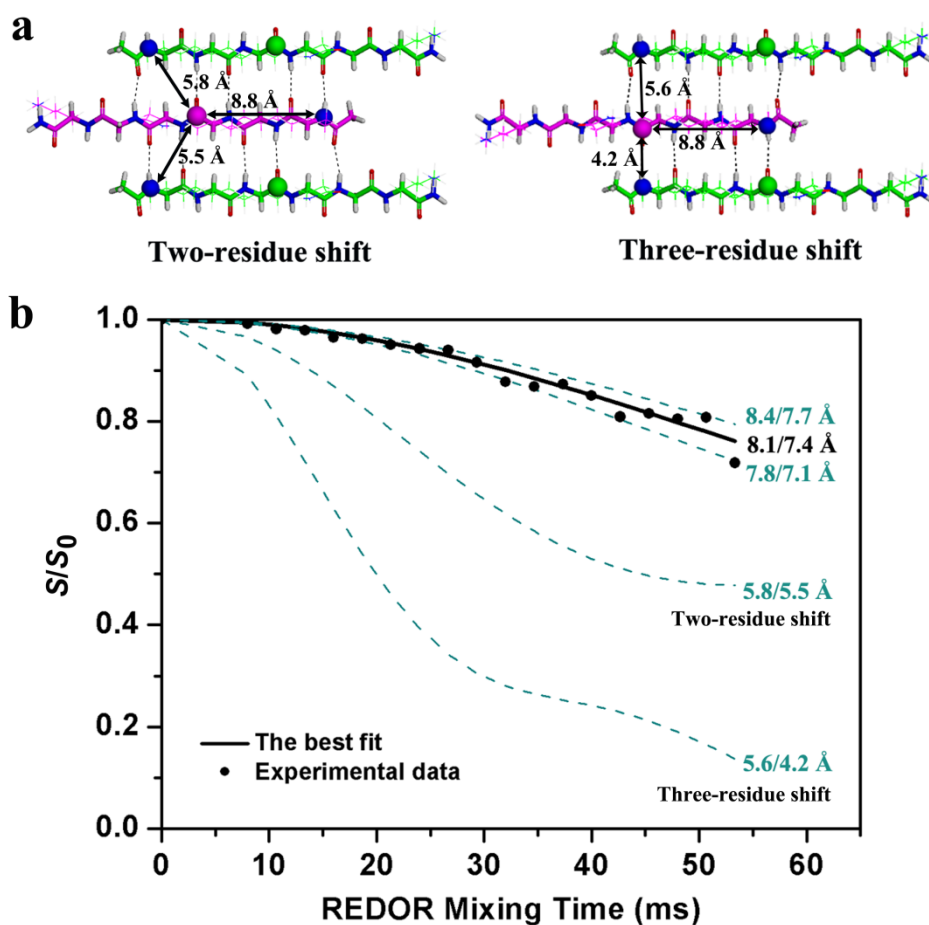 a
5.8 Å
8.8 Å
5.5 Å
Two-residue shift
5.6 Å
8.8 Å
4.2 Å
Three-residue shift
b
1.0
0.8
0.6
0.4
0.2
0.0
S/S0
8.4/7.7 Å
8.1/7.4 Å
7.8/7.1 Å
5.8/5.5 Å
Two-residue shift
5.6/4.2 Å
Three-residue shift
The best fit
Experimental data
0 10 20 30 40 50 60
REDOR Mixing Time (ms)